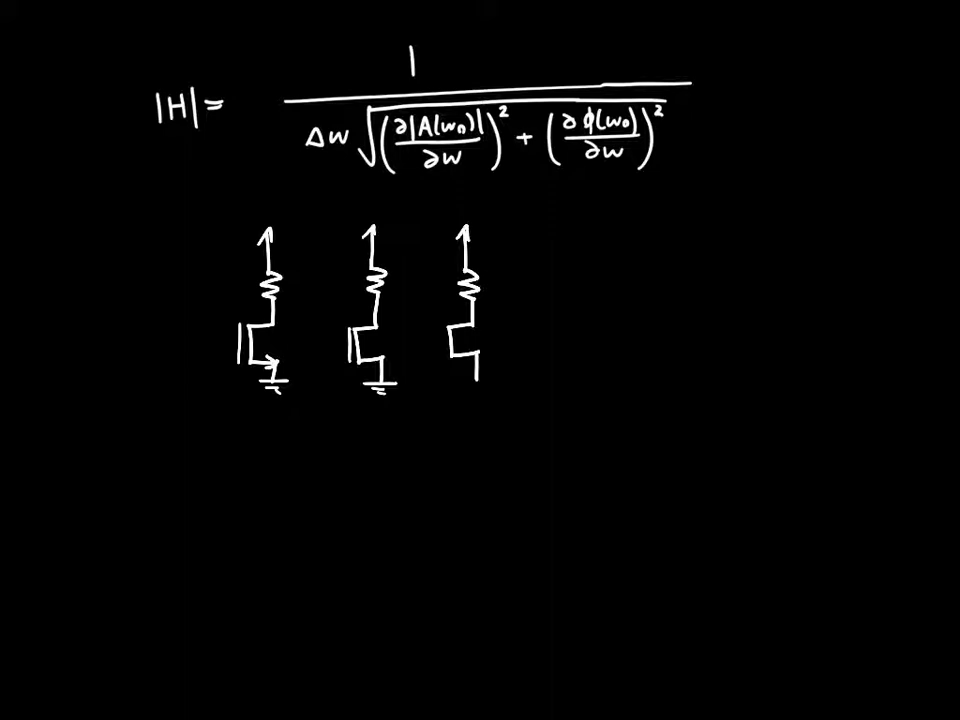 |H| = 1 / (Δw √((∂|A(w₀)|/∂w)² + (∂φ(w₀)/∂w)²))